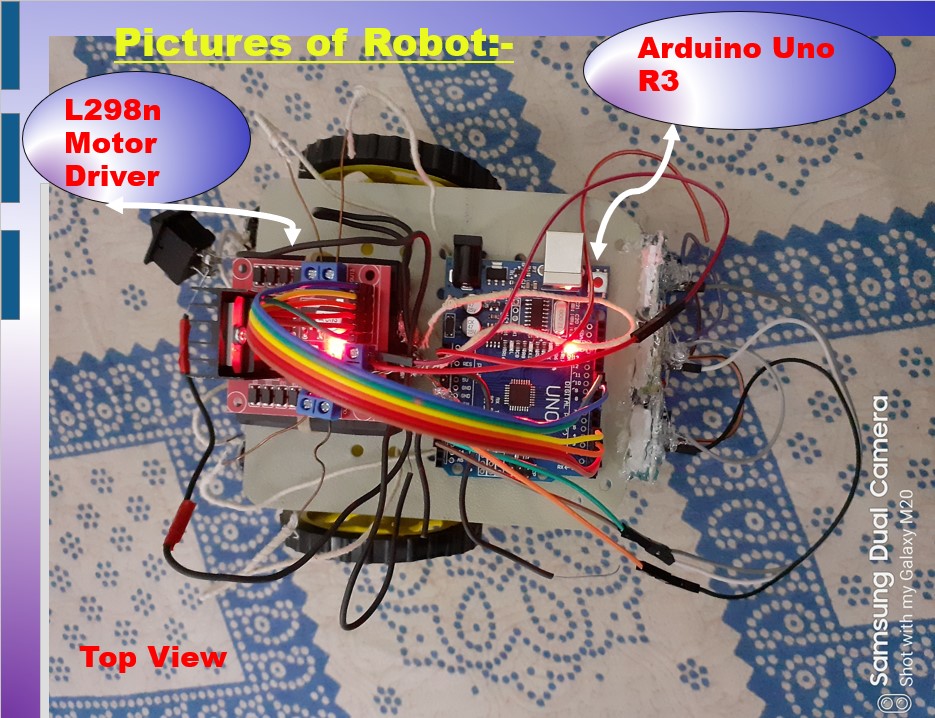 Pictures of Robot:-
Arduino Uno
R3
L298n
Motor
Driver
UNO
Top View
Samsung Dual Camera
Shot with my Galaxy M20